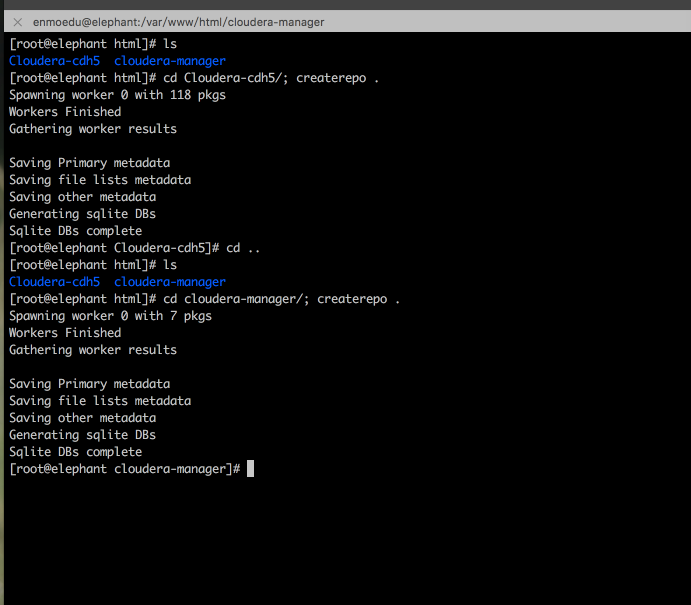 enmoedu@elephant:/var/www/html/cloudera-manager
[root@elephant html]# ls
Cloudera-cdh5  cloudera-manager
[root@elephant html]# cd Cloudera-cdh5/; createrepo .
Spawning worker 0 with 118 pkgs
Workers Finished
Gathering worker results
Saving Primary metadata
Saving file lists metadata
Saving other metadata
Generating sqlite DBs
Sqlite DBs complete
[root@elephant Cloudera-cdh5]# cd ..
[root@elephant html]# ls
Cloudera-cdh5  cloudera-manager
[root@elephant html]# cd cloudera-manager/; createrepo .
Spawning worker 0 with 7 pkgs
Workers Finished
Gathering worker results
Saving Primary metadata
Saving file lists metadata
Saving other metadata
Generating sqlite DBs
Sqlite DBs complete
[root@elephant cloudera-manager]#